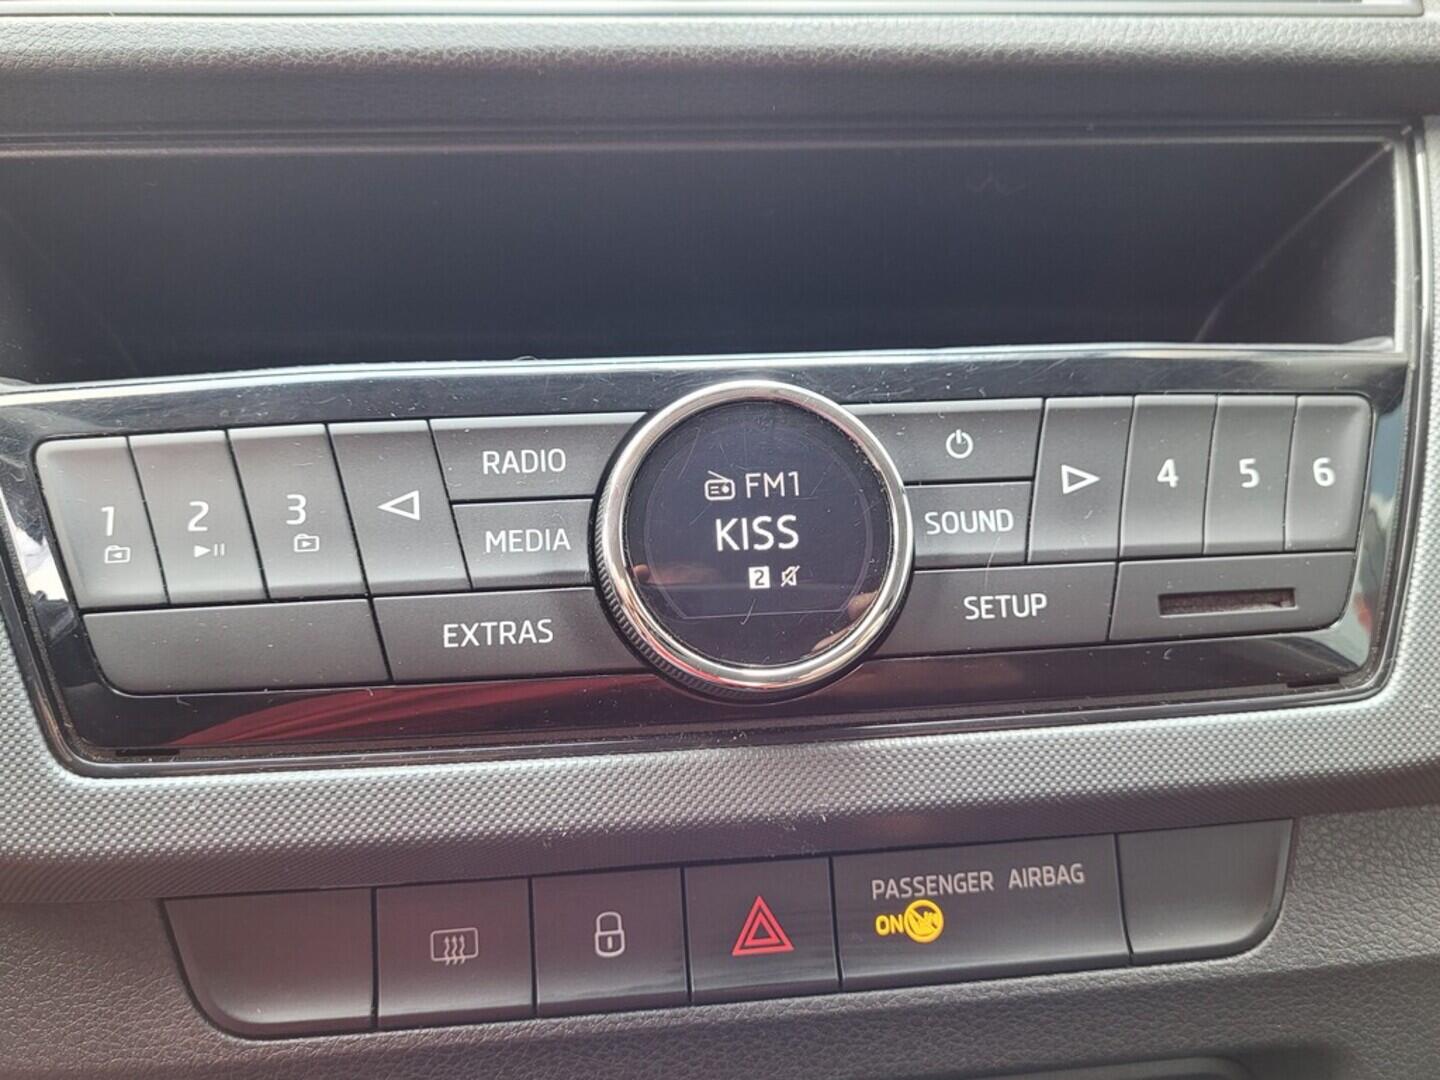 1
2
3
RADIO
MEDIA
EXTRAS
FM1
KISS
2
SOUND
SETUP
4
5
6
PASSENGER AIRBAG
ON